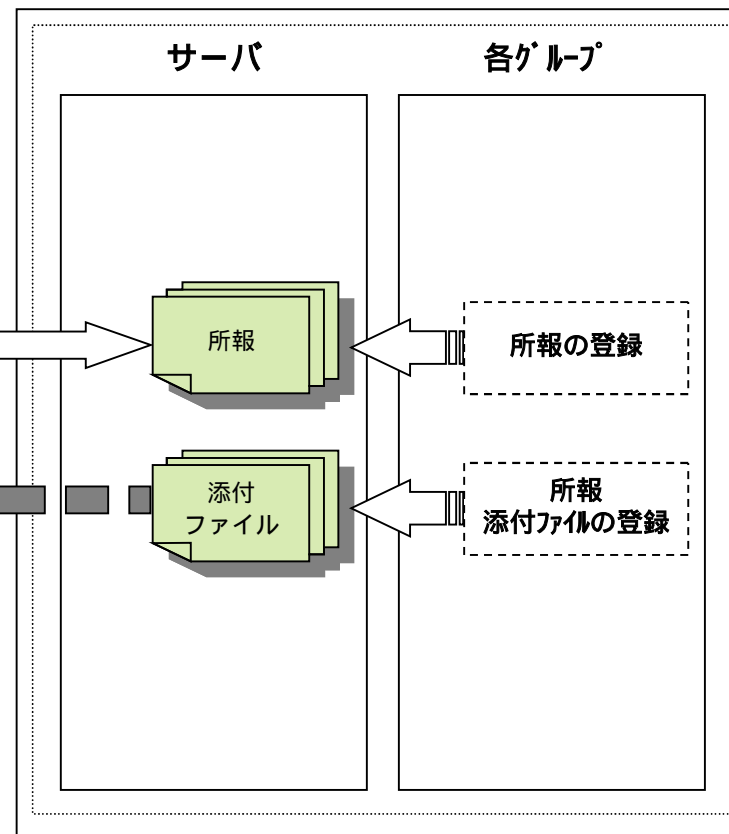 サーバ
各ｸﾞﾙｰﾌﾟ
所報
所報の登録
添付
ファイル
所報
添付ﾌｧｲﾙの登録